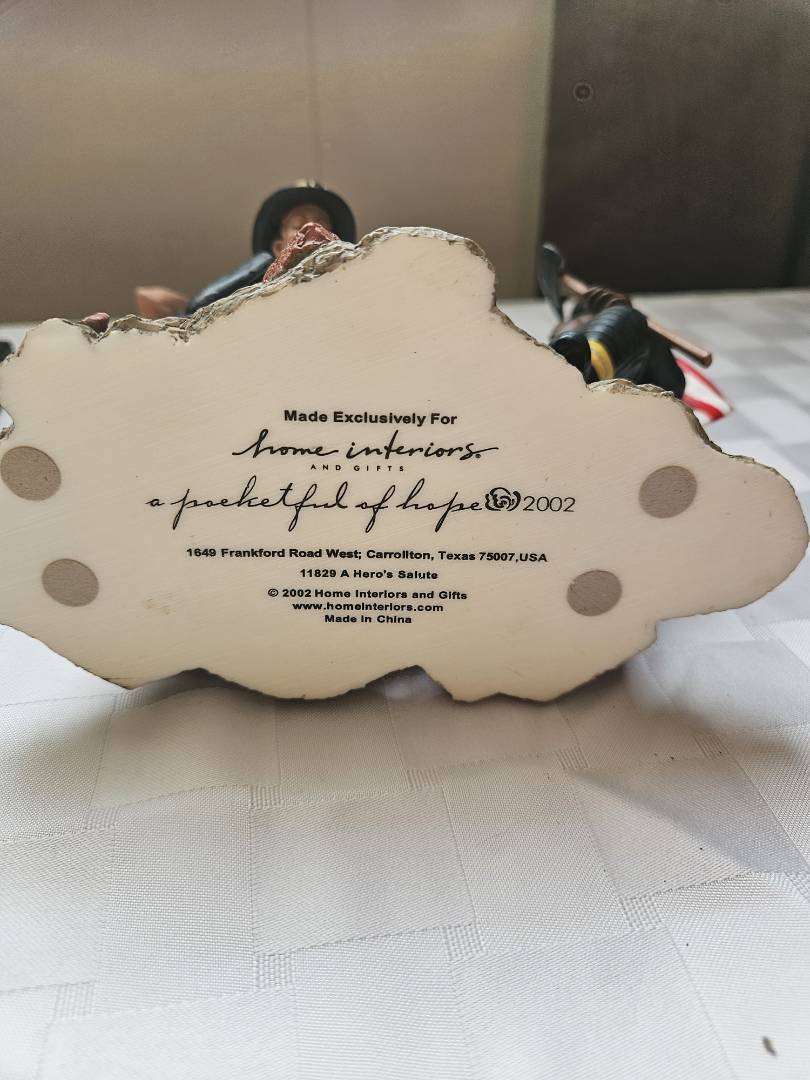 Made Exclusively For
home interiors®
AND GIFTS
a pocketful of hope 2002
1649 Frankford Road West; Carrollton, Texas 75007,USA
11829 A Hero's Salute
© 2002 Home Interiors and Gifts
www.homeinteriors.com
Made In China